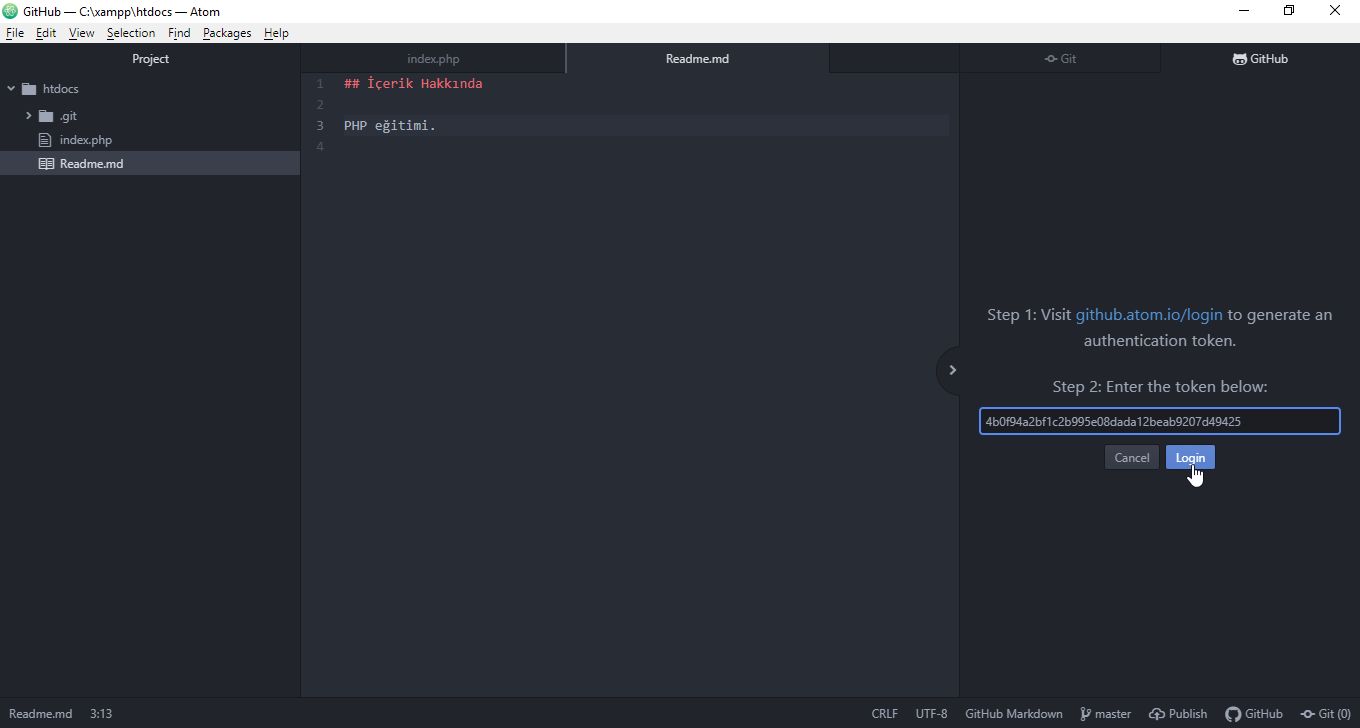 GitHub — C:\xampp\htdocs — Atom
File Edit View Selection Find Packages Help
Project
index.php
Readme.md
Git
GitHub
htdocs
.git
index.php
Readme.md
1 ## İçerik Hakkında
2
3 PHP eğitimi.
4
Step 1: Visit github.atom.io/login to generate an
authentication token.
Step 2: Enter the token below:
4b0f94a2bf1c2b995e08dada12beab9207d49425
Cancel Login
Readme.md 3:13 CRLF UTF-8 GitHub Markdown master Publish GitHub Git (0)